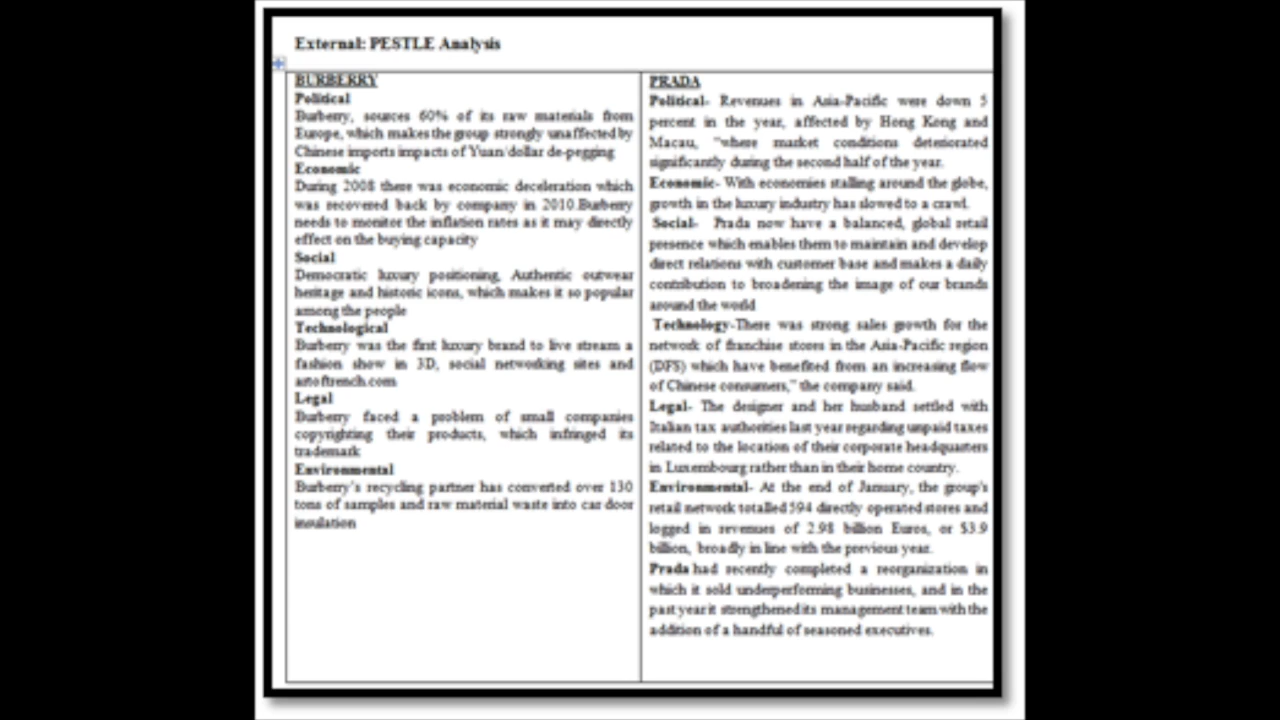 External: PESTLE Analysis
BURBERRY
Political
Burberry, sources 60% of its raw materials from
Europe, which makes the group strongly unaffected by
Chinese imports impacts of Yuan/dollar de-pegging
Economic
During 2008 there was economic deceleration which
was recovered back by company in 2010.Burberry
needs to monitor the inflation rates as it may directly
effect on the buying capacity
Social
Democratic luxury positioning, Authentic outwear
heritage and historic icons, which makes it so popular
among the people
Technological
Burberry was the first luxury brand to live stream a
fashion show in 3D, social networking sites and
artoftrench.com
Legal
Burberry faced a problem of small companies
copyrighting their products, which infringed its
trademark
Environmental
Burberry's recycling partner has converted over 130
tons of samples and raw material waste into car door
insulation
PRADA
Political- Revenues in Asia-Pacific were down 5
percent in the year, affected by Hong Kong and
Macau, "where market conditions deteriorated
significantly during the second half of the year.
Economic- With economies stalling around the globe,
growth in the luxury industry has slowed to a crawl.
Social- Prada now have a balanced, global retail
presence which enables them to maintain and develop
direct relations with customer base and makes a daily
contribution to broadening the image of our brands
around the world
Technology-There was strong sales growth for the
network of franchise stores in the Asia-Pacific region
(DFS) which have benefited from an increasing flow
of Chinese consumers," the company said.
Legal- The designer and her husband settled with
Italian tax authorities last year regarding unpaid taxes
related to the location of their corporate headquarters
in Luxembourg rather than in their home country.
Environmental- At the end of January, the group's
retail network totalled 594 directly operated stores and
logged in revenues of 2.98 billion Euros, or $3.9
billion, broadly in line with the previous year.
Prada had recently completed a reorganization in
which it sold underperforming businesses, and in the
past year it strengthened its management team with the
addition of a handful of seasoned executives.